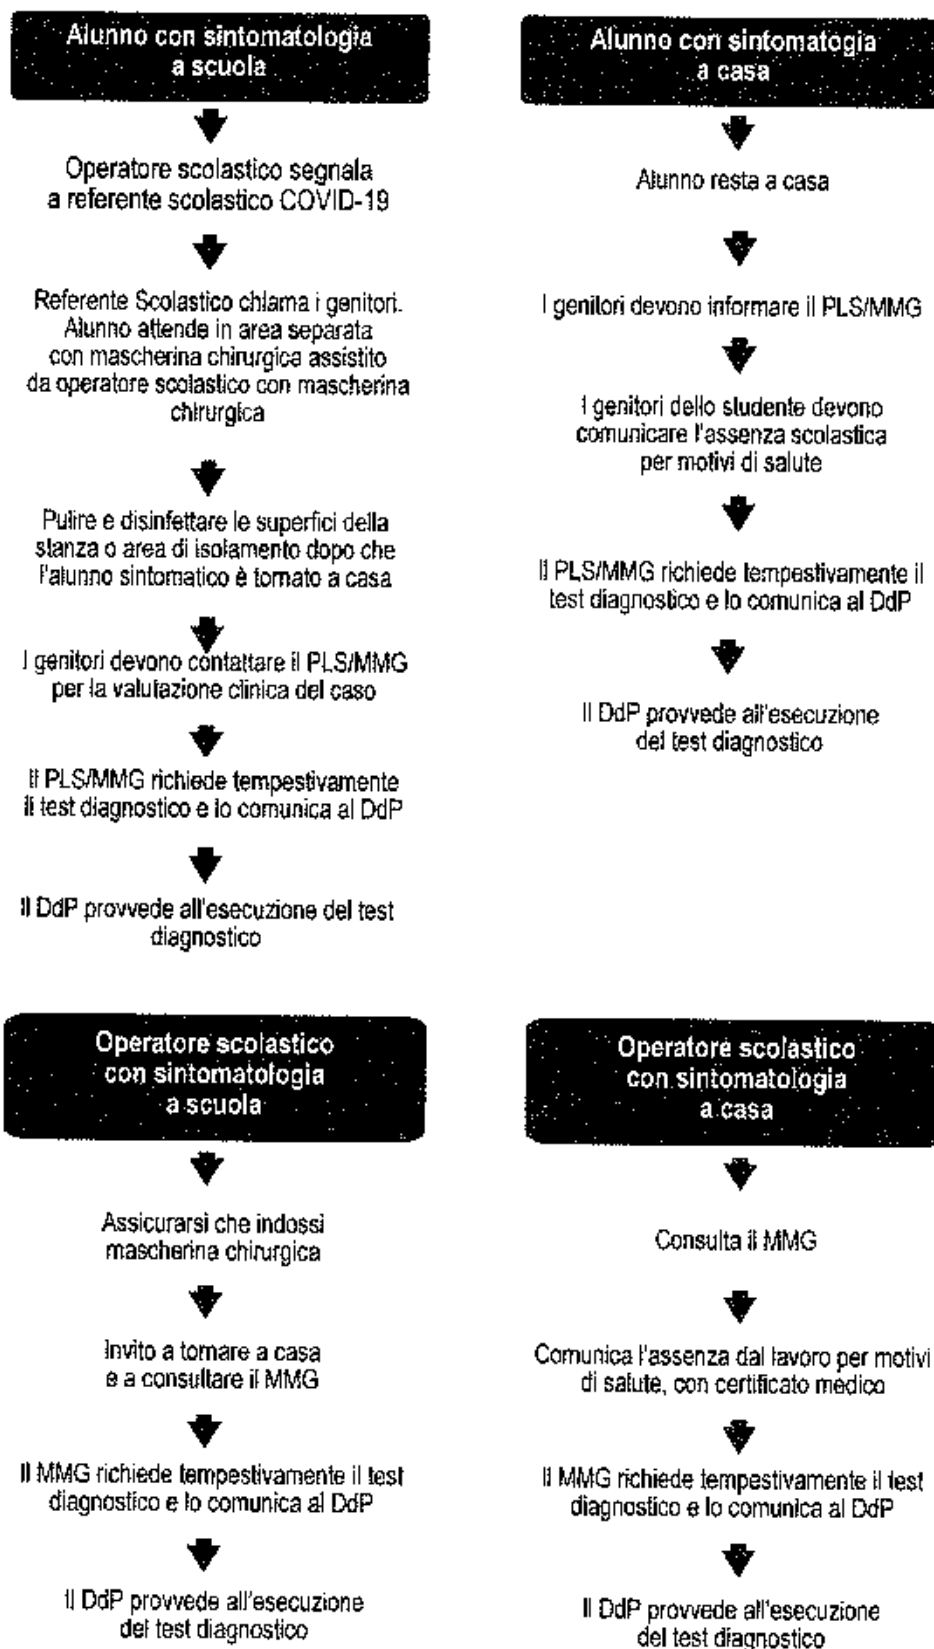 Alunno con sintomatologia
a scuola
Operatore scolastico segnala
a referente scolastico COVID-19
Referente Scolastico chiama i genitori.
Alunno attende in area separata
con mascherina chirurgica assistito
da operatore scolastico con mascherina
chirurgica
Pulire e disinfettare le superfici della
stanza o area di isolamento dopo che
l'alunno sintomatico è tornato a casa
I genitori devono contattare il PLS/MMG
per la valutazione clinica del caso
Il PLS/MMG richiede tempestivamente
il test diagnostico e lo comunica al DdP
Il DdP provvede all'esecuzione del test
diagnostico
Alunno con sintomatogia
a casa
Alunno resta a casa
I genitori devono informare il PLS/MMG
I genitori dello studente devono
comunicare l'assenza scolastica
per motivi di salute
Il PLS/MMG richiede tempestivamente il
test diagnostico e lo comunica al DdP
Il DdP provvede all'esecuzione
del test diagnostico
Operatore scolastico
con sintomatologia
a scuola
Assicurarsi che indossi
mascherina chirurgica
Invito a tornare a casa
e a consultare il MMG
Il MMG richiede tempestivamente il test
diagnostico e lo comunica al DdP
Il DdP provvede all'esecuzione
del test diagnostico
Operatore scolastico
con sintomatologia
a casa
Consulta il MMG
Comunica l'assenza dal lavoro per motivi
di salute, con certificato medico
Il MMG richiede tempestivamente il test
diagnostico e lo comunica al DdP
Il DdP provvede all'esecuzione
del test diagnostico